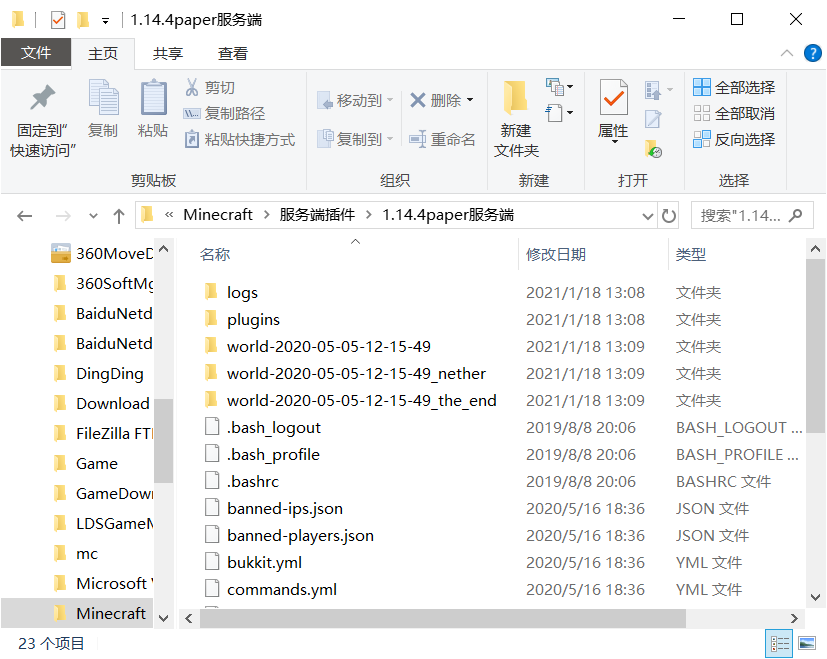 1.14.4paper服务端
文件 主页 共享 查看
固定到"快速访问" 复制 粘贴 剪切 复制路径 粘贴快捷方式
移动到 复制到 删除 重命名
新建文件夹 属性
全部选择 全部取消 反向选择
剪贴板 组织 新建 打开 选择
« Minecraft > 服务端插件 > 1.14.4paper服务端 搜索"1.14...
360MoveD
360SoftMg
BaiduNetd
BaiduNetd
DingDing
Download
FileZilla FT
Game
GameDown
LDSGameM
mc
Microsoft
Minecraft
名称 修改日期 类型
logs 2021/1/18 13:08 文件夹
plugins 2021/1/18 13:08 文件夹
world-2020-05-05-12-15-49 2021/1/18 13:09 文件夹
world-2020-05-05-12-15-49_nether 2021/1/18 13:09 文件夹
world-2020-05-05-12-15-49_the_end 2021/1/18 13:09 文件夹
.bash_logout 2019/8/8 20:06 BASH_LOGOUT ...
.bash_profile 2019/8/8 20:06 BASH_PROFILE ...
.bashrc 2019/8/8 20:06 BASHRC 文件
banned-ips.json 2020/5/16 18:36 JSON 文件
banned-players.json 2020/5/16 18:36 JSON 文件
bukkit.yml 2020/5/16 18:36 YML 文件
commands.yml 2020/5/16 18:36 YML 文件
23 个项目